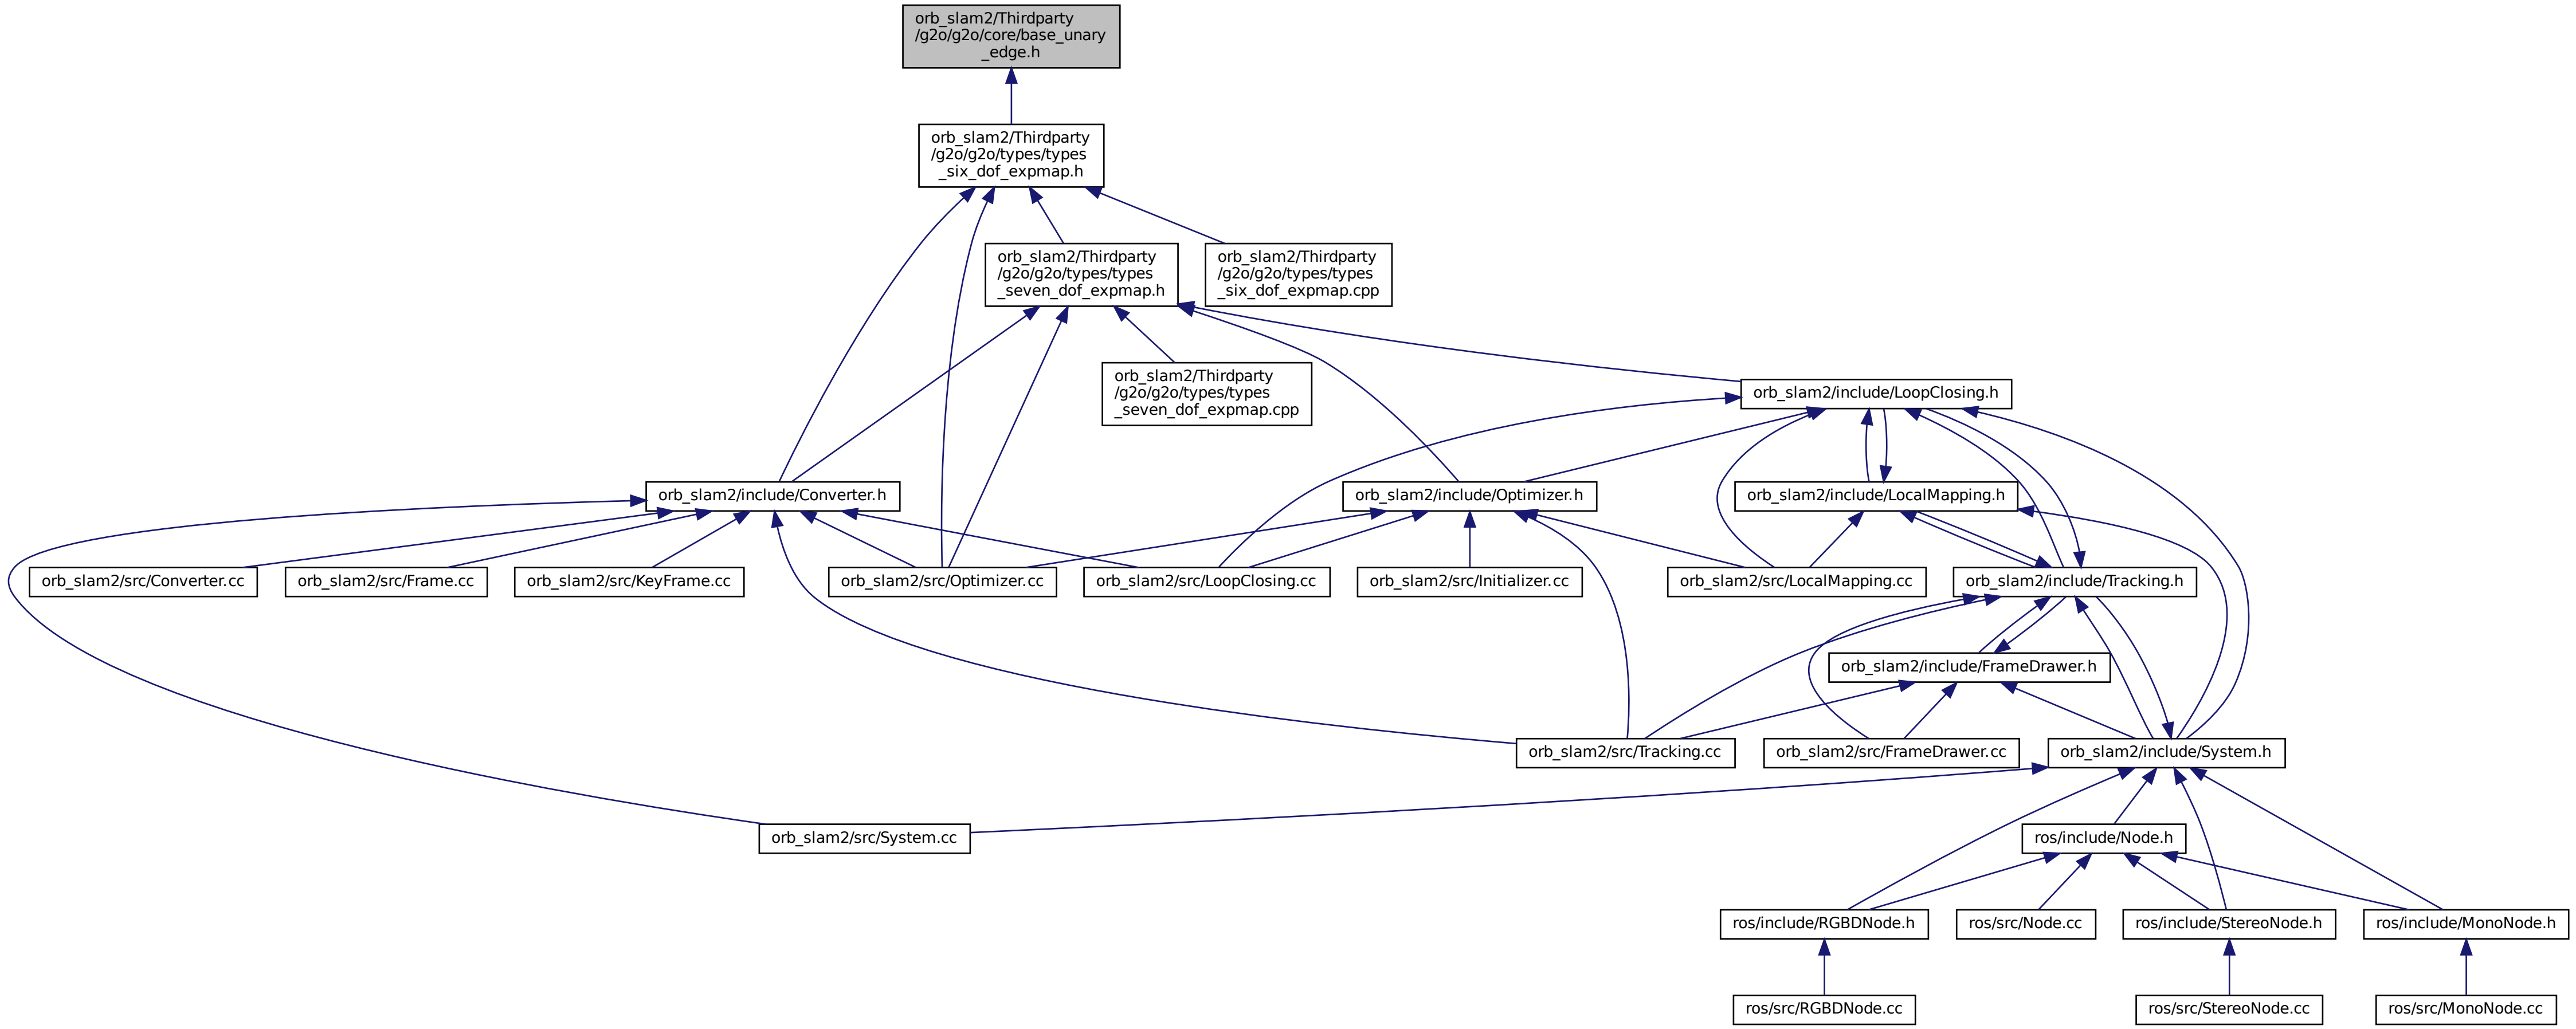 orb_slam2/Thirdparty
/g2o/g2o/core/base_unary
_edge.h
orb_slam2/Thirdparty
/g2o/g2o/types/types
_six_dof_expmap.h
orb_slam2/Thirdparty
/g2o/g2o/types/types
_seven_dof_expmap.h
orb_slam2/Thirdparty
/g2o/g2o/types/types
_six_dof_expmap.cpp
orb_slam2/Thirdparty
/g2o/g2o/types/types
_seven_dof_expmap.cpp
orb_slam2/include/LoopClosing.h
orb_slam2/include/Converter.h
orb_slam2/include/Optimizer.h
orb_slam2/include/LocalMapping.h
orb_slam2/src/Converter.cc
orb_slam2/src/Frame.cc
orb_slam2/src/KeyFrame.cc
orb_slam2/src/Optimizer.cc
orb_slam2/src/LoopClosing.cc
orb_slam2/src/Initializer.cc
orb_slam2/src/LocalMapping.cc
orb_slam2/include/Tracking.h
orb_slam2/include/FrameDrawer.h
orb_slam2/src/Tracking.cc
orb_slam2/src/FrameDrawer.cc
orb_slam2/include/System.h
orb_slam2/src/System.cc
ros/include/Node.h
ros/include/RGBDNode.h
ros/src/Node.cc
ros/include/StereoNode.h
ros/include/MonoNode.h
ros/src/RGBDNode.cc
ros/src/StereoNode.cc
ros/src/MonoNode.cc